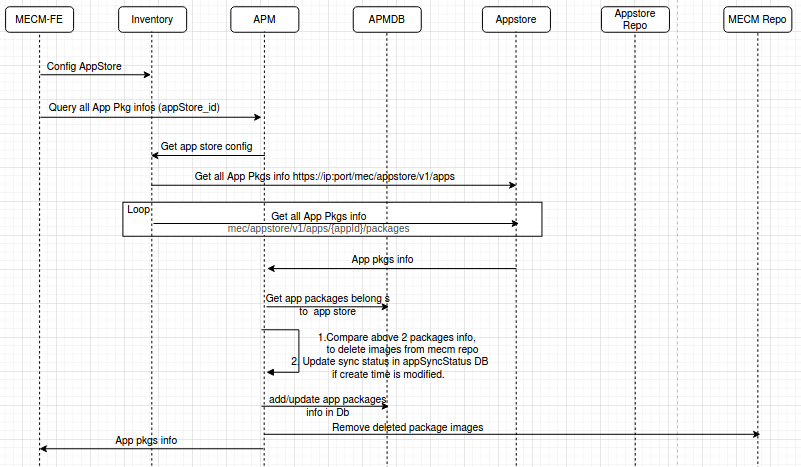 MECM-FE
Inventory
APM
APMDB
Appstore
Appstore
Repo
MECM Repo
Config AppStore
Query all App Pkg infos (appStore_id)
Get app store config
Get all App Pkgs info https://ip:port/mec/appstore/v1/apps
Loop
Get all App Pkgs info
mec/appstore/v1/apps/{appId}/packages
App pkgs info
Get app packages belong s
to app store
1.Compare above 2 packages info,
to delete images from mecm repo
2. Update sync status in appSyncStatus DB
if create time is modified.
add/update app packages
info in Db
Remove deleted package images
App pkgs info